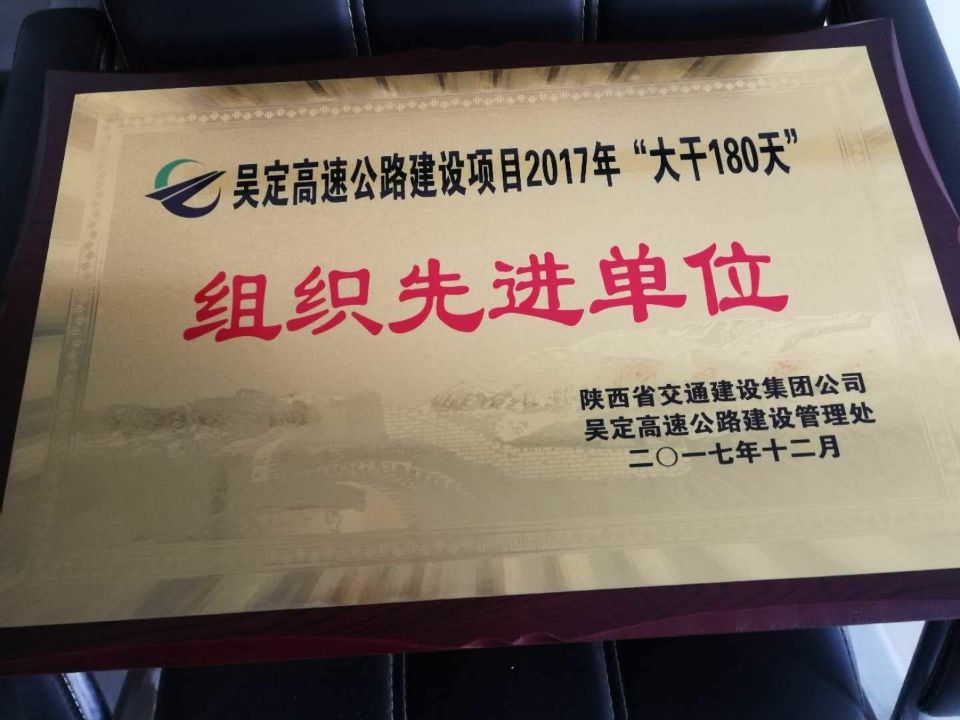 吴定高速公路建设项目2017年“大干180天”
组织先进单位
陕西省交通建设集团公司
吴定高速公路建设管理处
二〇一七年十二月